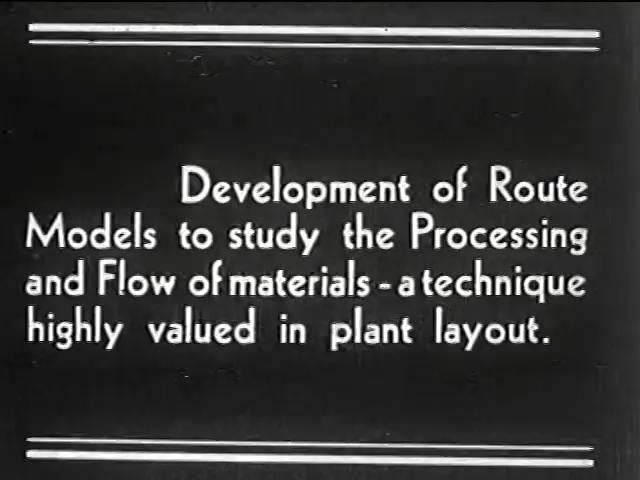 Development of Route
Models to study the Processing
and Flow of materials - a technique
highly valued in plant layout.